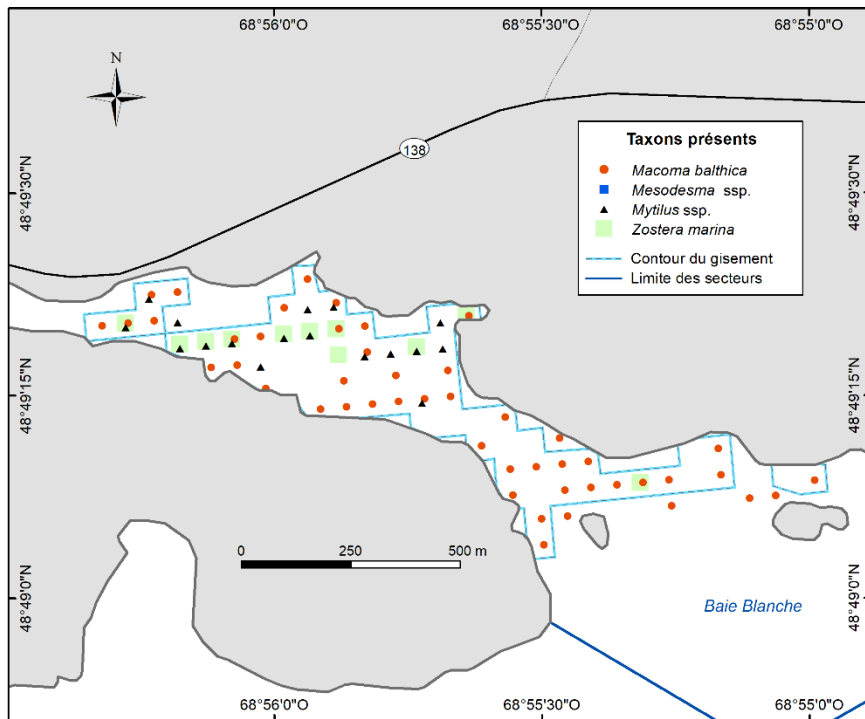 68°56'0"O 68°55'30"O 68°55'0"O
N
138
Taxons présents
Macoma balthica
Mesodesma ssp.
Mytilus ssp.
Zostera marina
Contour du gisement
Limite des secteurs
48°49'30"N 48°49'30"N
48°49'15"N 48°49'15"N
0 250 500 m
48°49'0"N 48°49'0"N
Baie Blanche
68°56'0"O 68°55'30"O 68°55'0"O